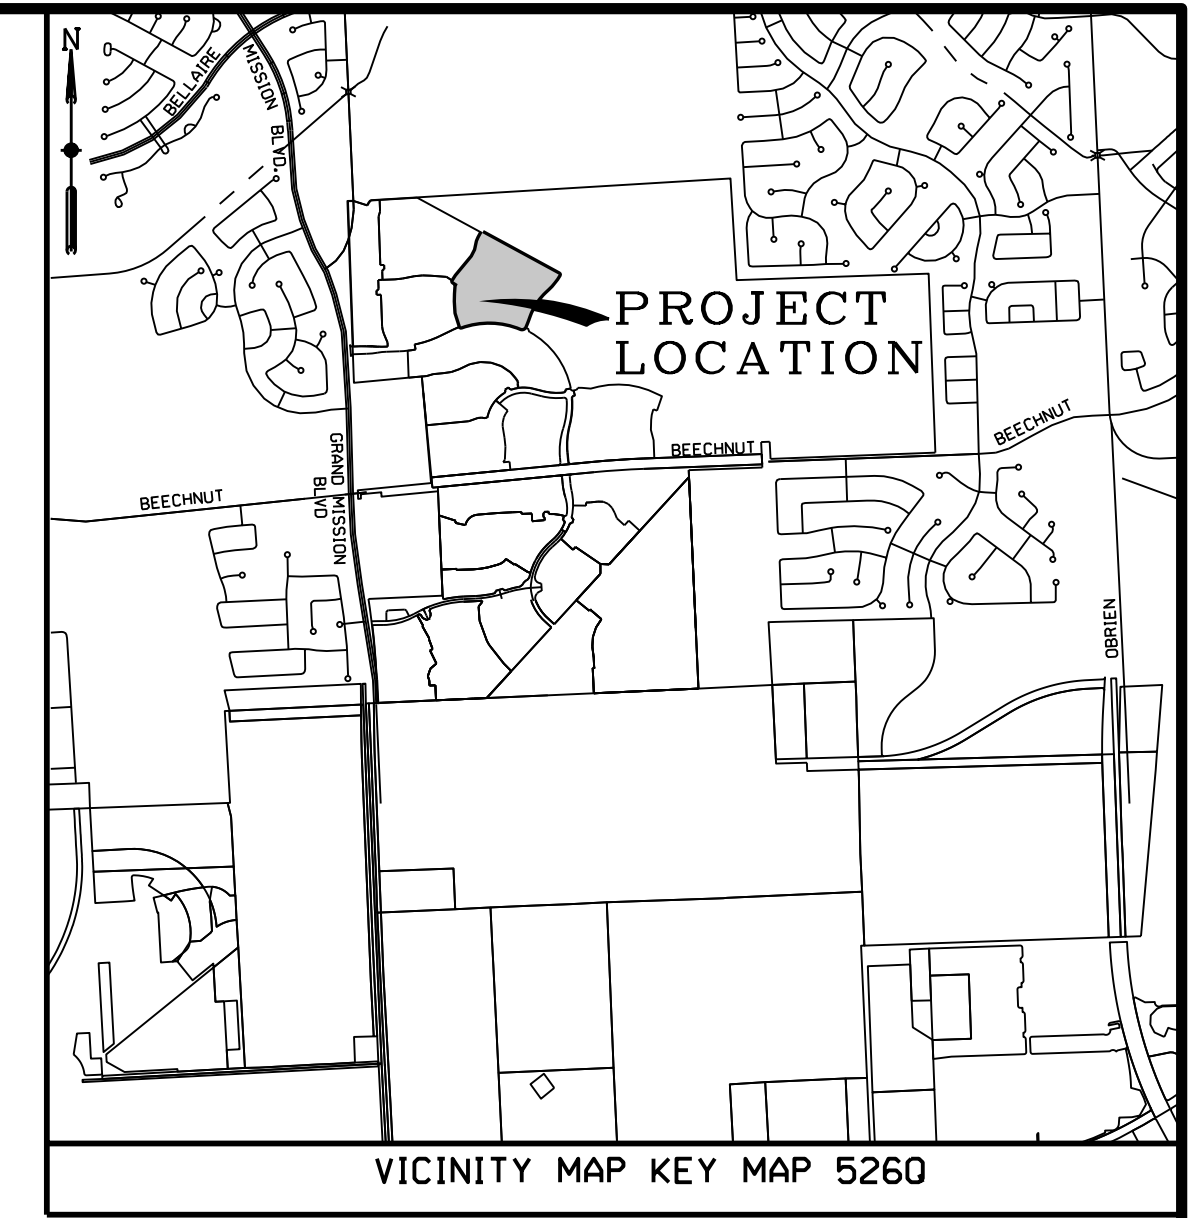 N
BELLAIRE
MISSION BLVD.
PROJECT
LOCATION
BEECHNUT
BEECHNUT
BEECHNUT
GRAND MISSION
BLVD
OBRIEN
VICINITY MAP KEY MAP 526Q